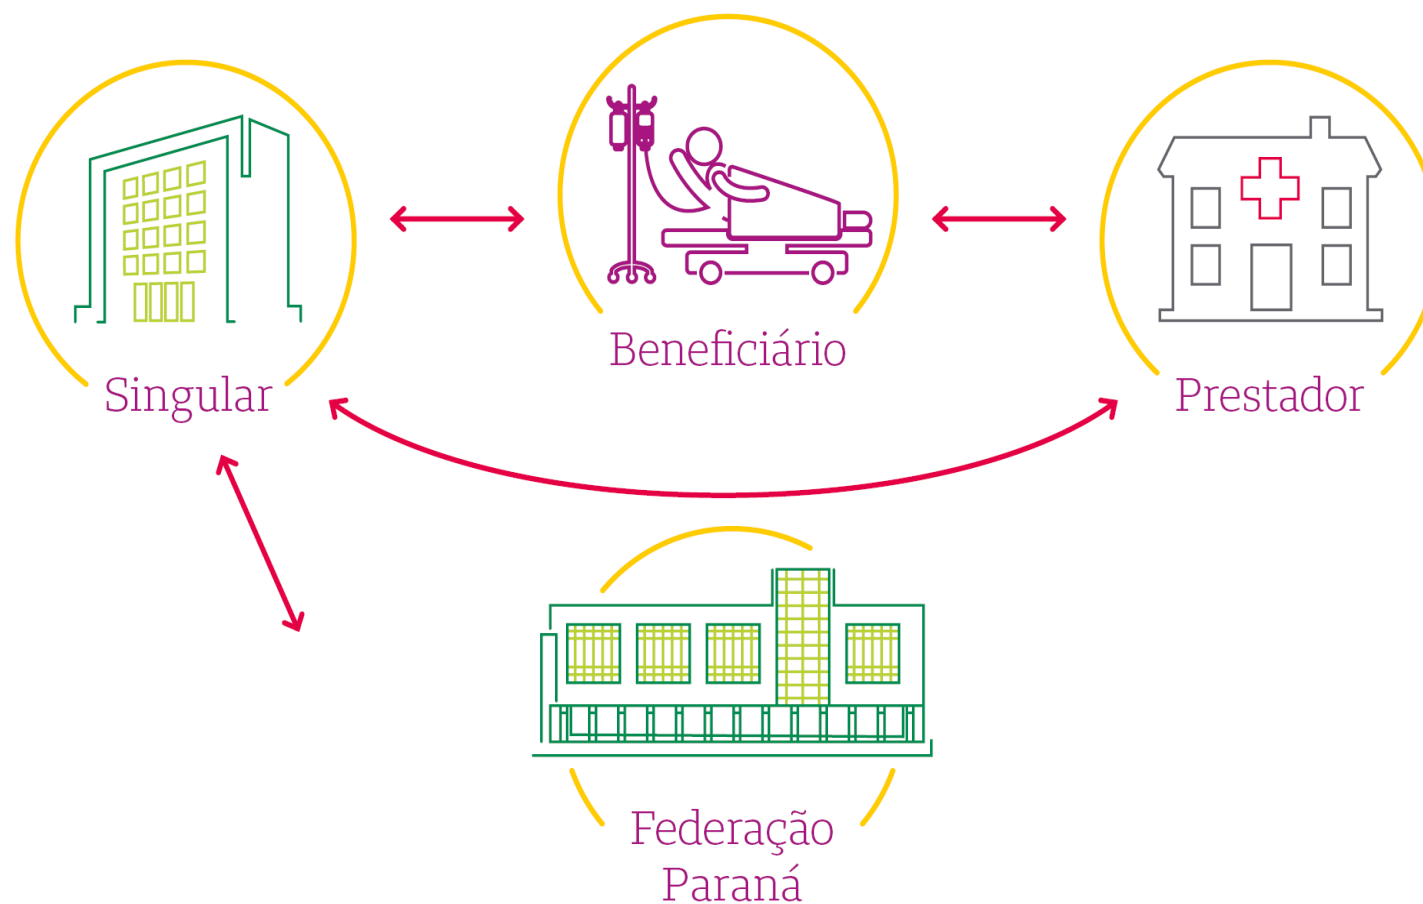 Beneficiário
Singular
Prestador
Federação
Paraná